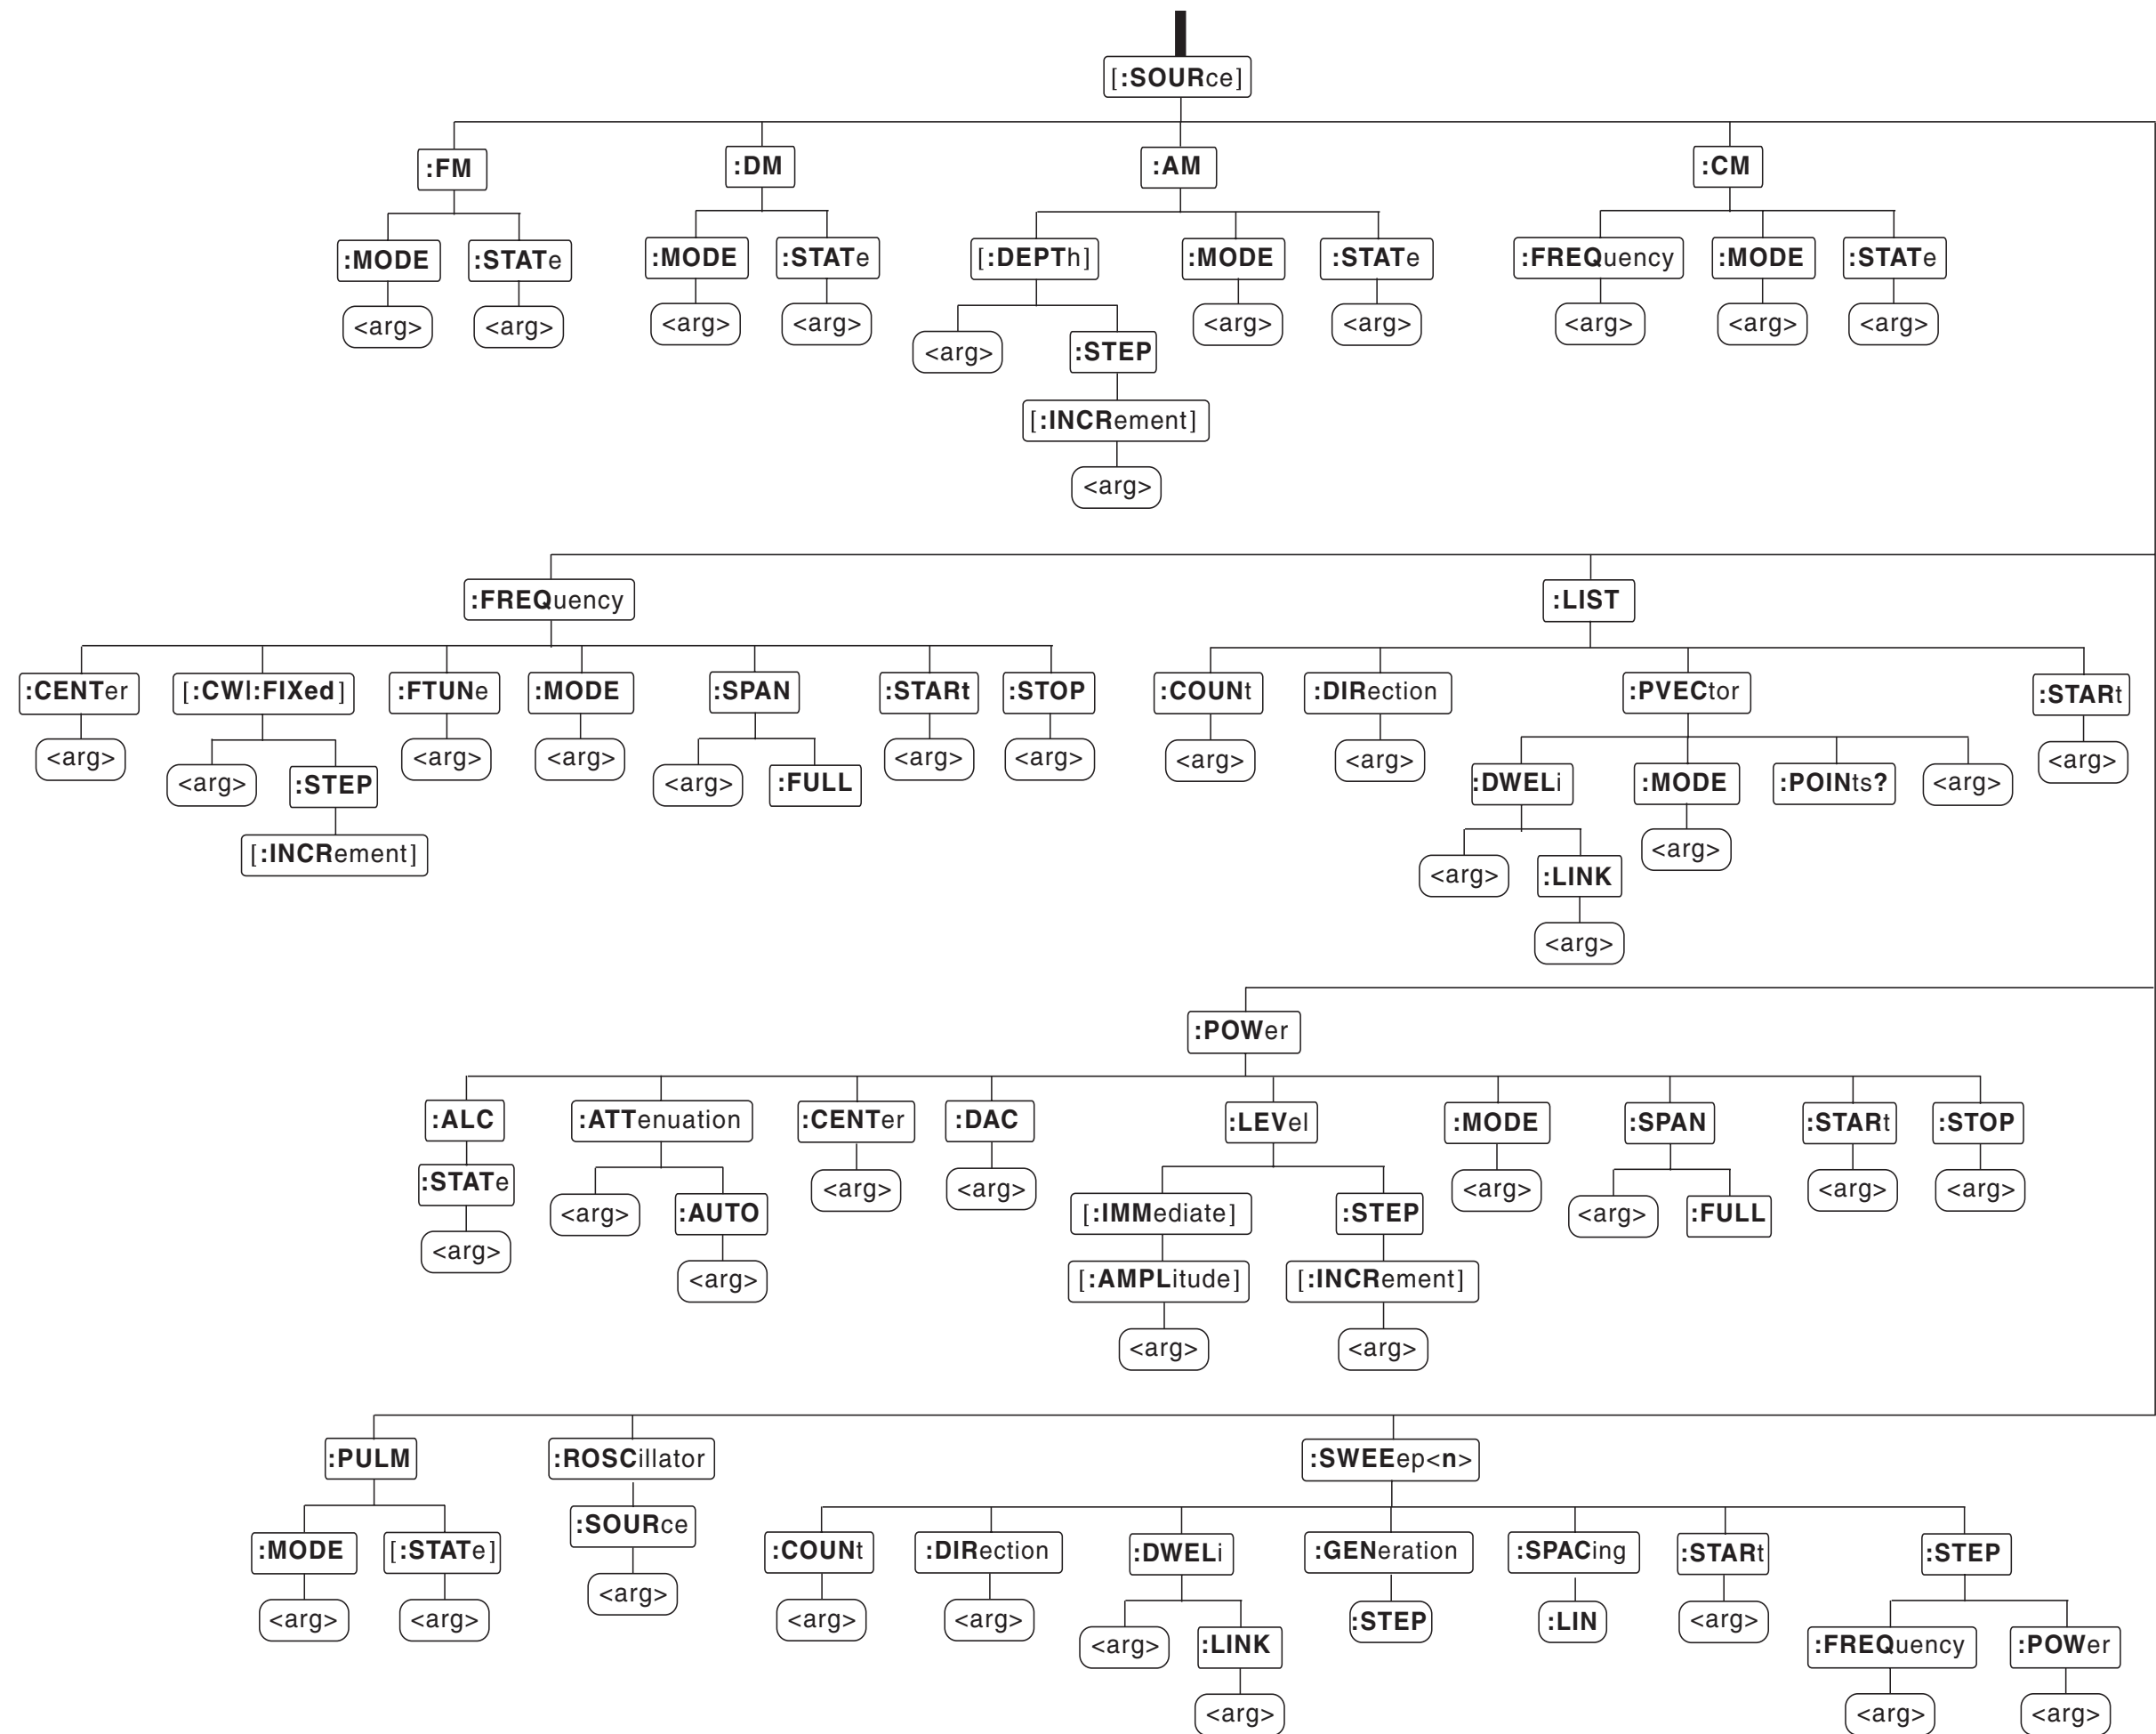 [:SOURce]
:FM :DM :AM :CM
:MODE :STATe :MODE :STATe [:DEPTh] :MODE :STATe :FREQuency :MODE :STATe
<arg> <arg> <arg> <arg> <arg> <arg> <arg> <arg> <arg>
<arg> :STEP
[:INCRement]
<arg>
:FREQuency :LIST
:CENTer [:CW|:FIXed] :FTUNe :MODE :SPAN :STARt :STOP :COUNt :DIRection :PVECtor :STARt
<arg> <arg> <arg> <arg> <arg> <arg> <arg> <arg>
<arg> :STEP <arg> :FULL :DWELi :MODE :POINts? <arg>
[:INCRement] <arg>
<arg> :LINK
<arg>
:POWer
:ALC :ATTenuation :CENTer :DAC :LEVel :MODE :SPAN :STARt :STOP
:STATe <arg> <arg> <arg> <arg> <arg>
<arg> :AUTO [:IMMediate] :STEP <arg> :FULL
<arg> <arg> [:AMPLitude] [:INCRement]
<arg> <arg>
:PULM :ROSCillator :SWEEep<n>
:SOURce
:MODE [:STATe] :COUNt :DIRection :DWELi :GENeration :SPACing :STARt :STEP
<arg>
<arg> <arg> <arg> <arg> :STEP :LIN <arg>
<arg> :LINK :FREQuency :POWer
<arg> <arg> <arg>